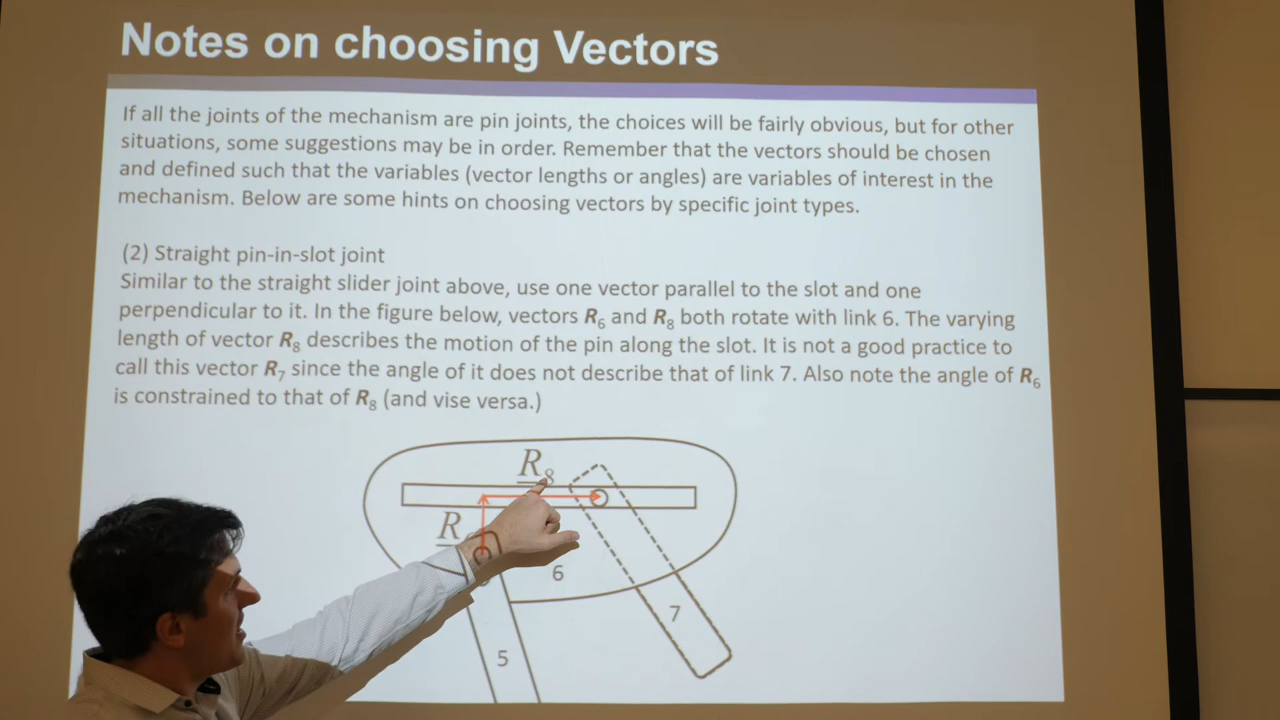 Notes on choosing Vectors
If all the joints of the mechanism are pin joints, the choices will be fairly obvious, but for other
situations, some suggestions may be in order. Remember that the vectors should be chosen
and defined such that the variables (vector lengths or angles) are variables of interest in the
mechanism. Below are some hints on choosing vectors by specific joint types.
(2) Straight pin-in-slot joint
Similar to the straight slider joint above, use one vector parallel to the slot and one
perpendicular to it. In the figure below, vectors R₆ and R₈ both rotate with link 6. The varying
length of vector R₈ describes the motion of the pin along the slot. It is not a good practice to
call this vector R₇ since the angle of it does not describe that of link 7. Also note the angle of R₆
is constrained to that of R₈ (and vise versa.)
R₈
R
6
7
5